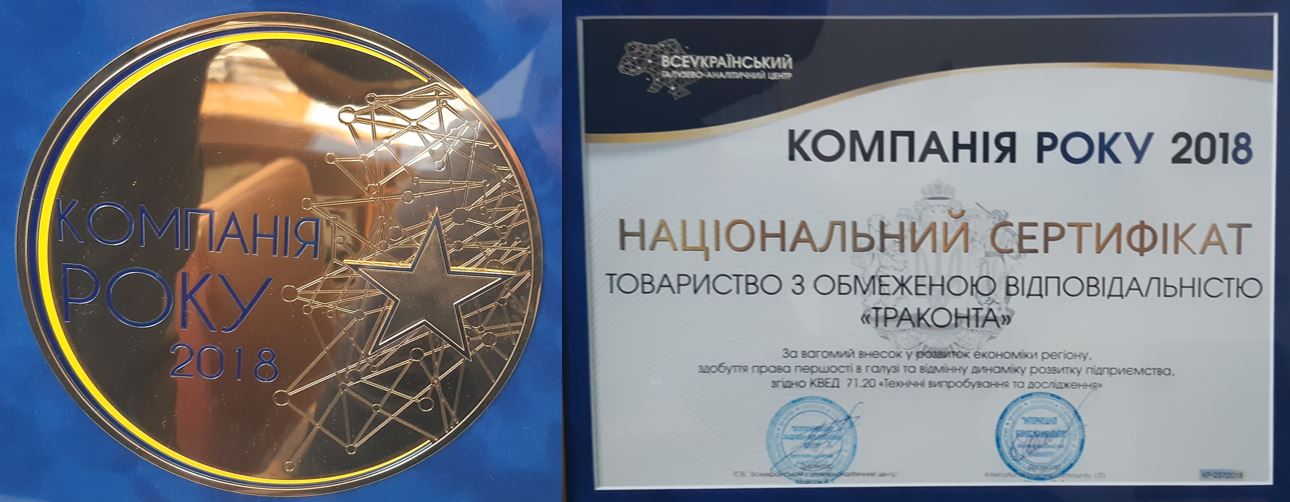 КОМПАНІЯ
РОКУ
2018
ВСЕУКРАЇНСЬКИЙ
ГАЛУЗЕВО-АНАЛІТИЧНИЙ ЦЕНТР
КОМПАНІЯ РОКУ 2018
НАЦІОНАЛЬНИЙ СЕРТИФІКАТ
ТОВАРИСТВО З ОБМЕЖЕНОЮ ВІДПОВІДАЛЬНІСТЮ
«ТРАКОНТА»
За вагомий внесок у розвиток економіки регіону,
здобуття права першості в галузі та відмінну динаміку розвитку підприємства,
згідно КВЕД 71.20 «Технічні випробування та дослідження»